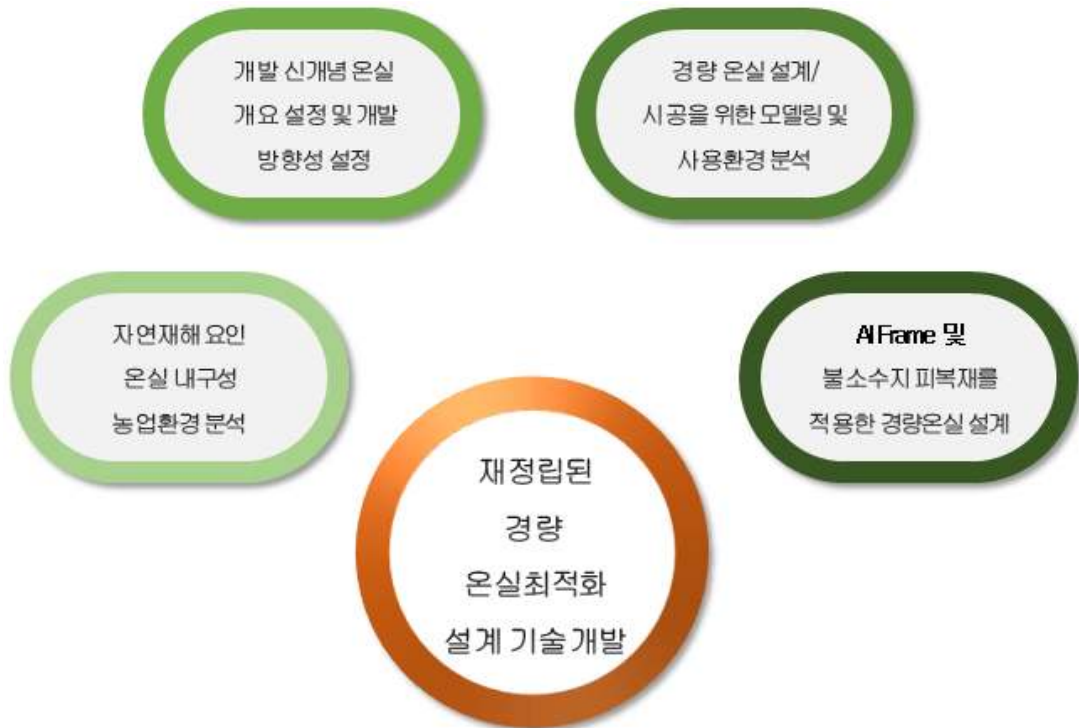 개발 신개념 온실
개요 설정 및 개발
방향성 설정
경량 온실 설계/
시공을 위한 모델링 및
사용환경 분석
자연재해 요인
온실 내구성
농업환경 분석
Al Frame 및
불소수지 피복재를
적용한 경량온실 설계
재정립된
경량
온실최적화
설계 기술개발